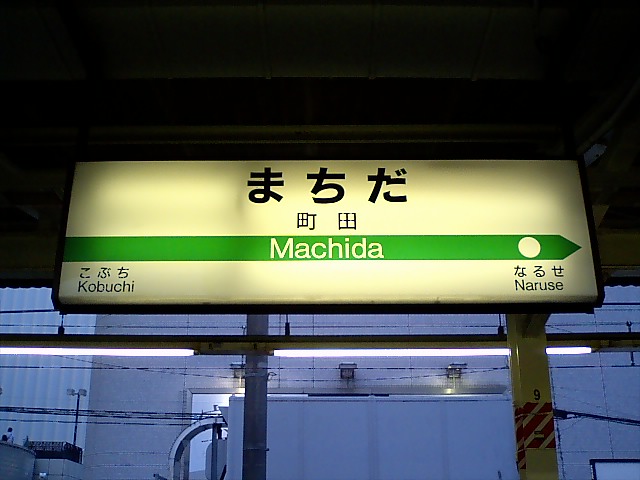 まちだ
町田
Machida
こぶち
Kobuchi
なるせ
Naruse
9